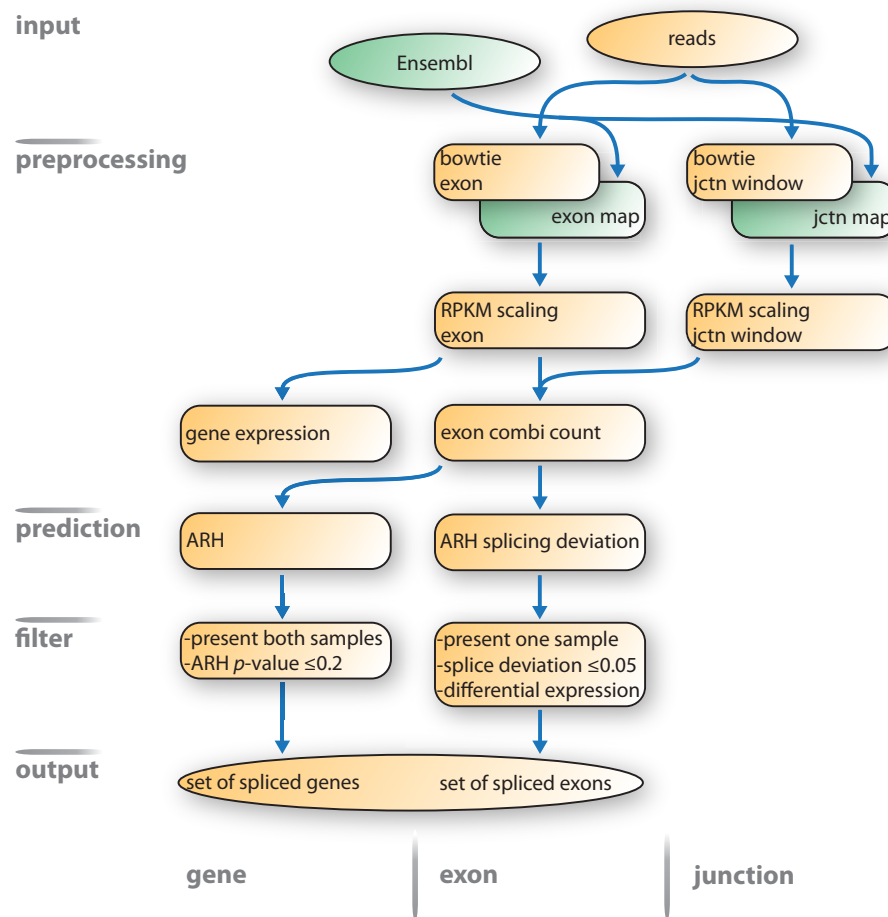 input
reads
Ensembl
preprocessing
bowtie
exon
exon map
bowtie
jctn window
jctn map
RPKM scaling
exon
RPKM scaling
jctn window
gene expression
exon combi count
prediction
ARH
ARH splicing deviation
filter
-present both samples
-ARH p-value ≤0.2
-present one sample
-splice deviation ≤0.05
-differential expression
output
set of spliced genes
set of spliced exons
gene
exon
junction